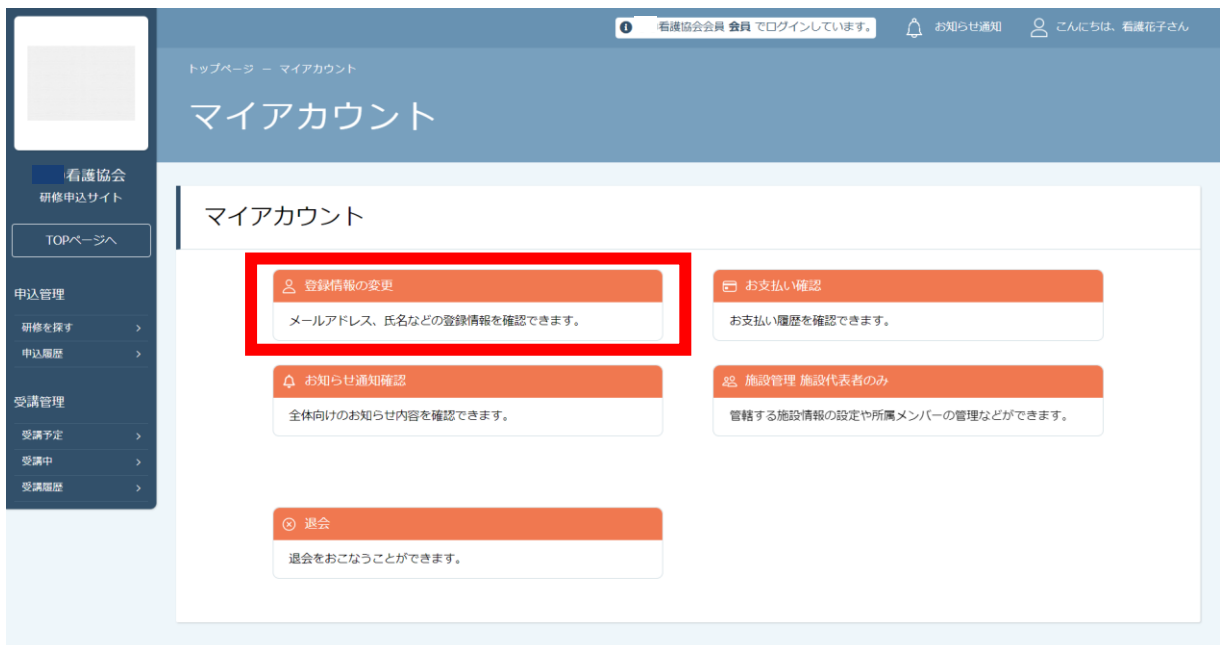 看護協会会員 会員 でログインしています。
お知らせ通知
こんにちは、看護花子さん
トップページ － マイアカウント
マイアカウント
看護協会
研修申込サイト
TOPページへ
申込管理
研修を探す
申込履歴
受講管理
受講予定
受講中
受講履歴
マイアカウント
登録情報の変更
メールアドレス、氏名などの登録情報を確認できます。
お支払い確認
お支払い履歴を確認できます。
お知らせ通知確認
全体向けのお知らせ内容を確認できます。
施設管理 施設代表者のみ
管轄する施設情報の設定や所属メンバーの管理などができます。
退会
退会をおこなうことができます。